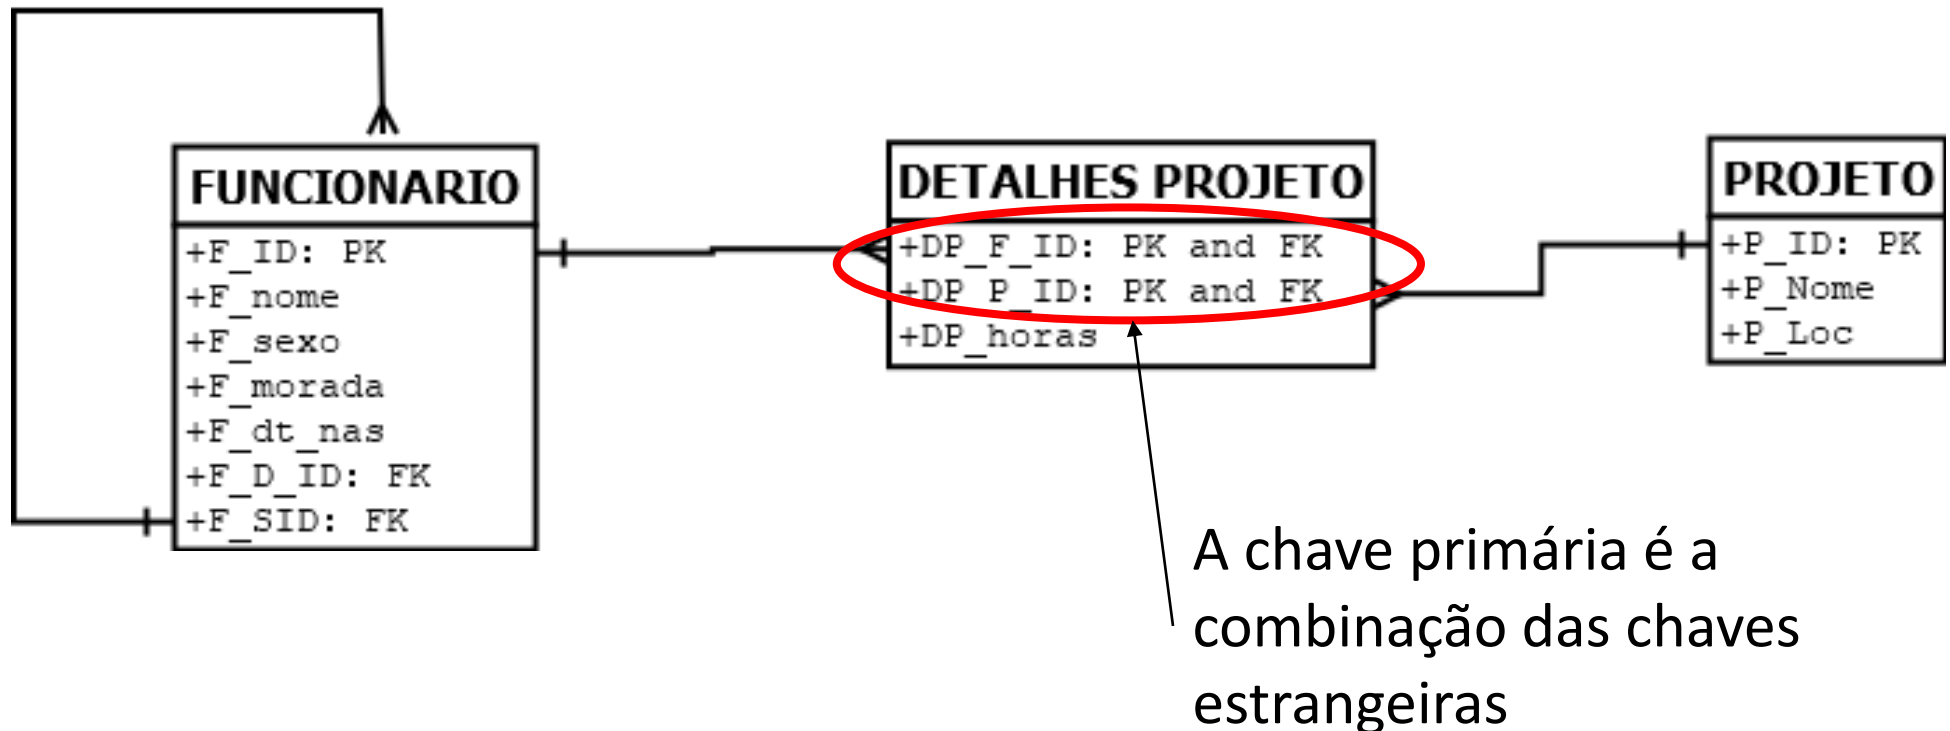 FUNCIONARIO
+F_ID: PK
+F_nome
+F_sexo
+F_morada
+F_dt_nas
+F_D_ID: FK
+F_SID: FK
DETALHES PROJETO
+DP_F_ID: PK and FK
+DP_P_ID: PK and FK
+DP_horas
PROJETO
+P_ID: PK
+P_Nome
+P_Loc
A chave primária é a
combinação das chaves
estrangeiras